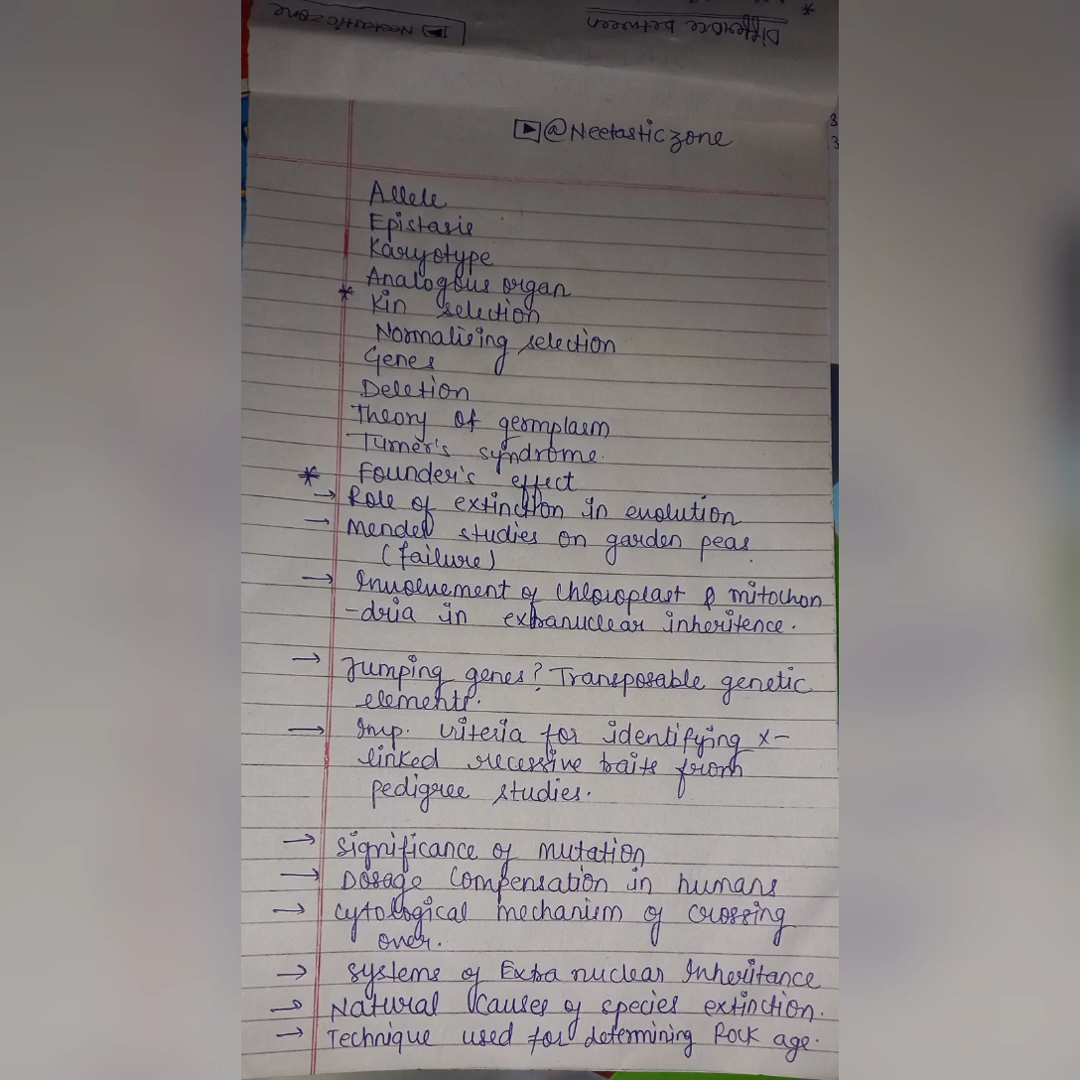 Difference between
Neetasticzone
*
@Neetasticzone
Allele
Epistasis
Karyotype
Analogous organ
* Kin selection
Normalising selection
Genes
Deletion
Theory of germplasm
Turner's syndrome.
* Founder's effect
→ Role of extinction in evolution
→ Mendel studies on garden peas.
(failure)
→ Involvement of chloroplast & mitochon
-dria in extranuclear inheritence.
→ Jumping genes? Transposable genetic
elements.
→ Imp. criteria for identifying x-
linked recessive traits from
pedigree studies.
→ Significance of mutation
→ Dosage compensation in humans
→ Cytological mechanism of crossing
over.
→ Systems of Extra nuclear Inheritance
→ Natural causes of species extinction.
→ Technique used for determining Rock age.